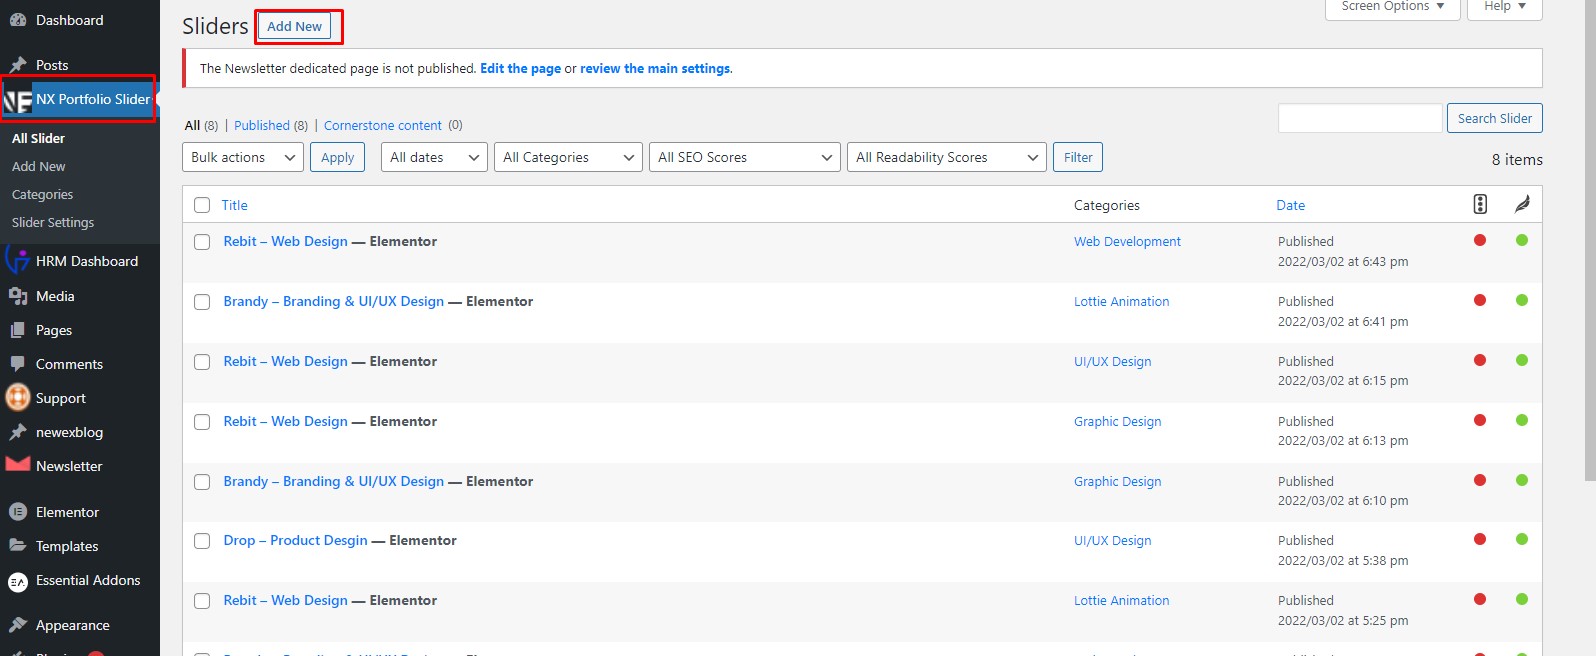 Dashboard
Posts
NX Portfolio Slider
All Slider
Add New
Categories
Slider Settings
HRM Dashboard
Media
Pages
Comments
Support
newexblog
Newsletter
Elementor
Templates
Essential Addons
Appearance
Screen Options
Help
Sliders Add New
The Newsletter dedicated page is not published. Edit the page or review the main settings.
All (8) | Published (8) | Cornerstone content (0)
Search Slider
Bulk actions Apply All dates All Categories All SEO Scores All Readability Scores Filter
8 items
Title Categories Date
Rebit – Web Design — Elementor Web Development Published
2022/03/02 at 6:43 pm
Brandy – Branding & UI/UX Design — Elementor Lottie Animation Published
2022/03/02 at 6:41 pm
Rebit – Web Design — Elementor UI/UX Design Published
2022/03/02 at 6:15 pm
Rebit – Web Design — Elementor Graphic Design Published
2022/03/02 at 6:13 pm
Brandy – Branding & UI/UX Design — Elementor Graphic Design Published
2022/03/02 at 6:10 pm
Drop – Product Desgin — Elementor UI/UX Design Published
2022/03/02 at 5:38 pm
Rebit – Web Design — Elementor Lottie Animation Published
2022/03/02 at 5:25 pm